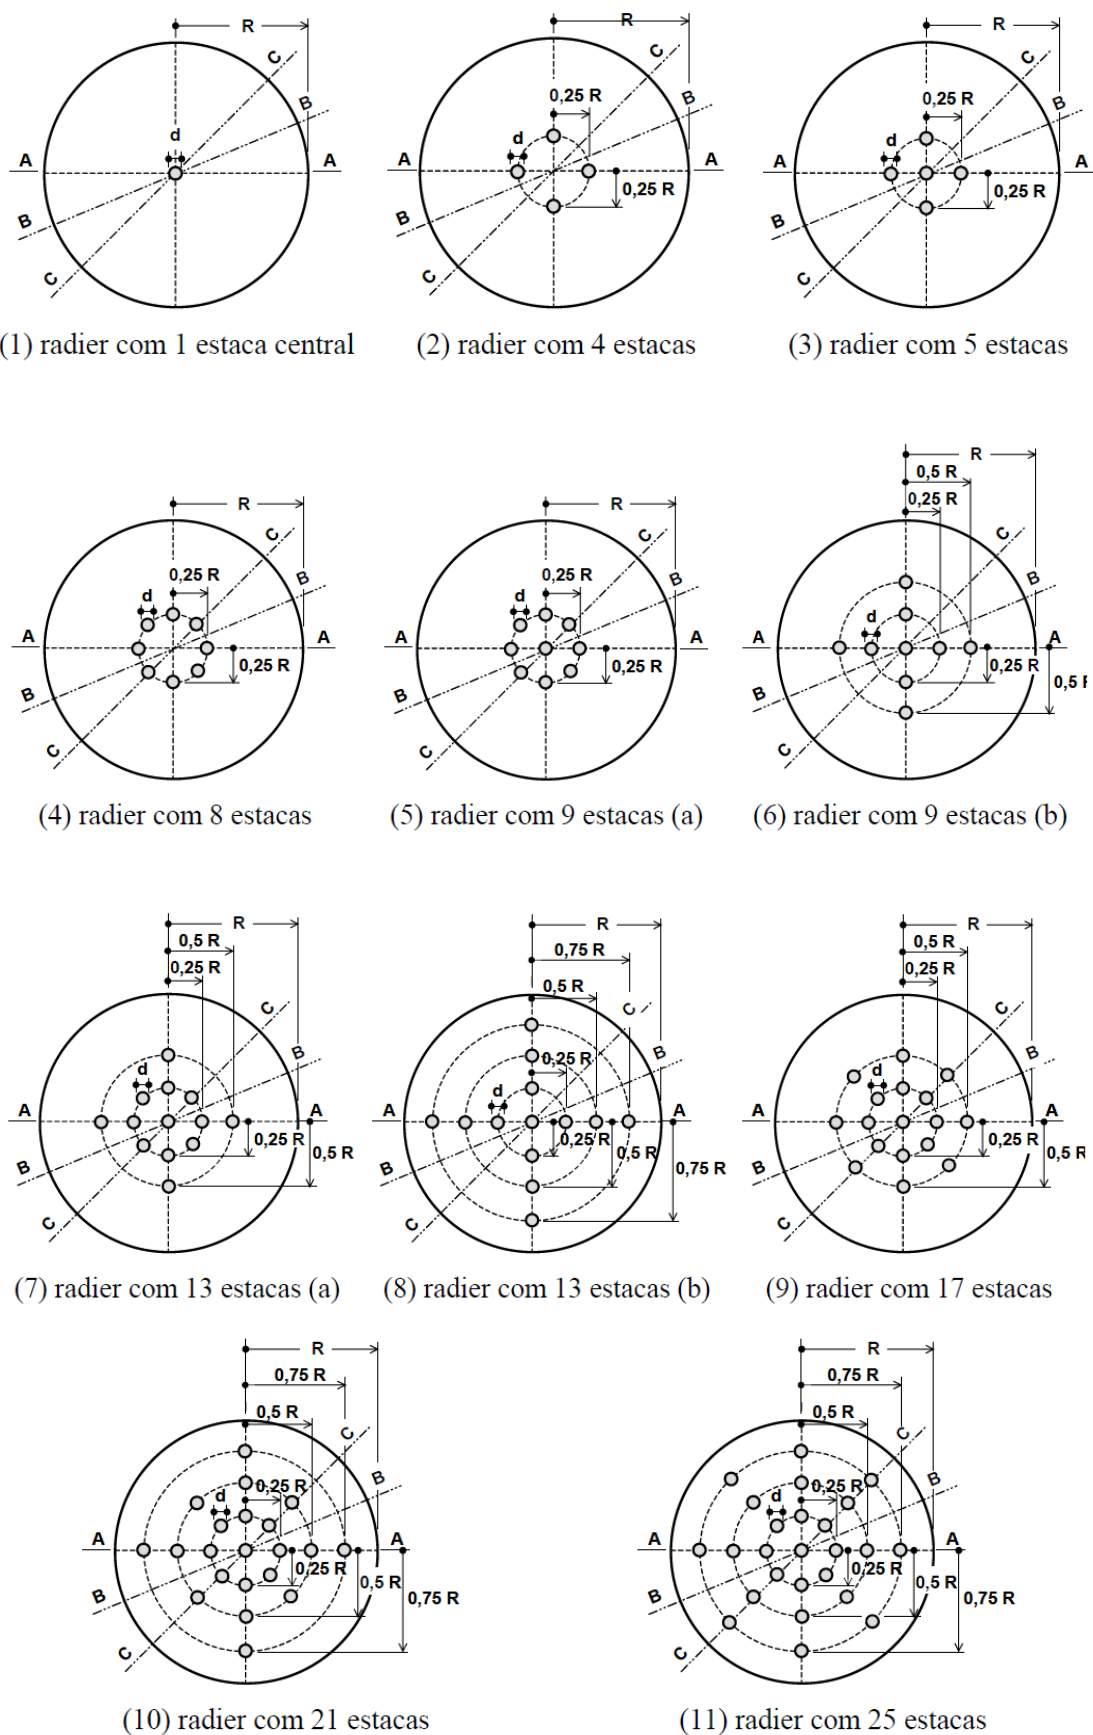 R
C
B
d
A
A
B
C
(1) radier com 1 estaca central
R
C
0,25 R
B
d
A
A
0,25 R
B
C
(2) radier com 4 estacas
R
C
0,25 R
B
d
A
A
0,25 R
B
C
(3) radier com 5 estacas
R
C
0,25 R
B
d
A
A
0,25 R
B
C
(4) radier com 8 estacas
R
C
0,25 R
B
d
A
A
0,25 R
B
C
(5) radier com 9 estacas (a)
R
0,5 R
0,25 R
C
B
d
A
A
0,25 R
0,5 R
B
C
(6) radier com 9 estacas (b)
R
0,5 R
0,25 R
C
B
d
A
A
0,25 R
0,5 R
B
C
(7) radier com 13 estacas (a)
R
0,75 R
0,5 R
C
0,25 R
B
d
A
A
0,25 R
0,5 R
0,75 R
B
C
(8) radier com 13 estacas (b)
R
0,5 R
0,25 R
C
B
d
A
A
0,25 R
0,5 R
B
C
(9) radier com 17 estacas
R
0,75 R
0,5 R
C
0,25 R
B
d
A
A
0,25 R
0,5 R
0,75 R
B
C
(10) radier com 21 estacas
R
0,75 R
0,5 R
C
0,25 R
B
d
A
A
0,25 R
0,5 R
0,75 R
B
C
(11) radier com 25 estacas